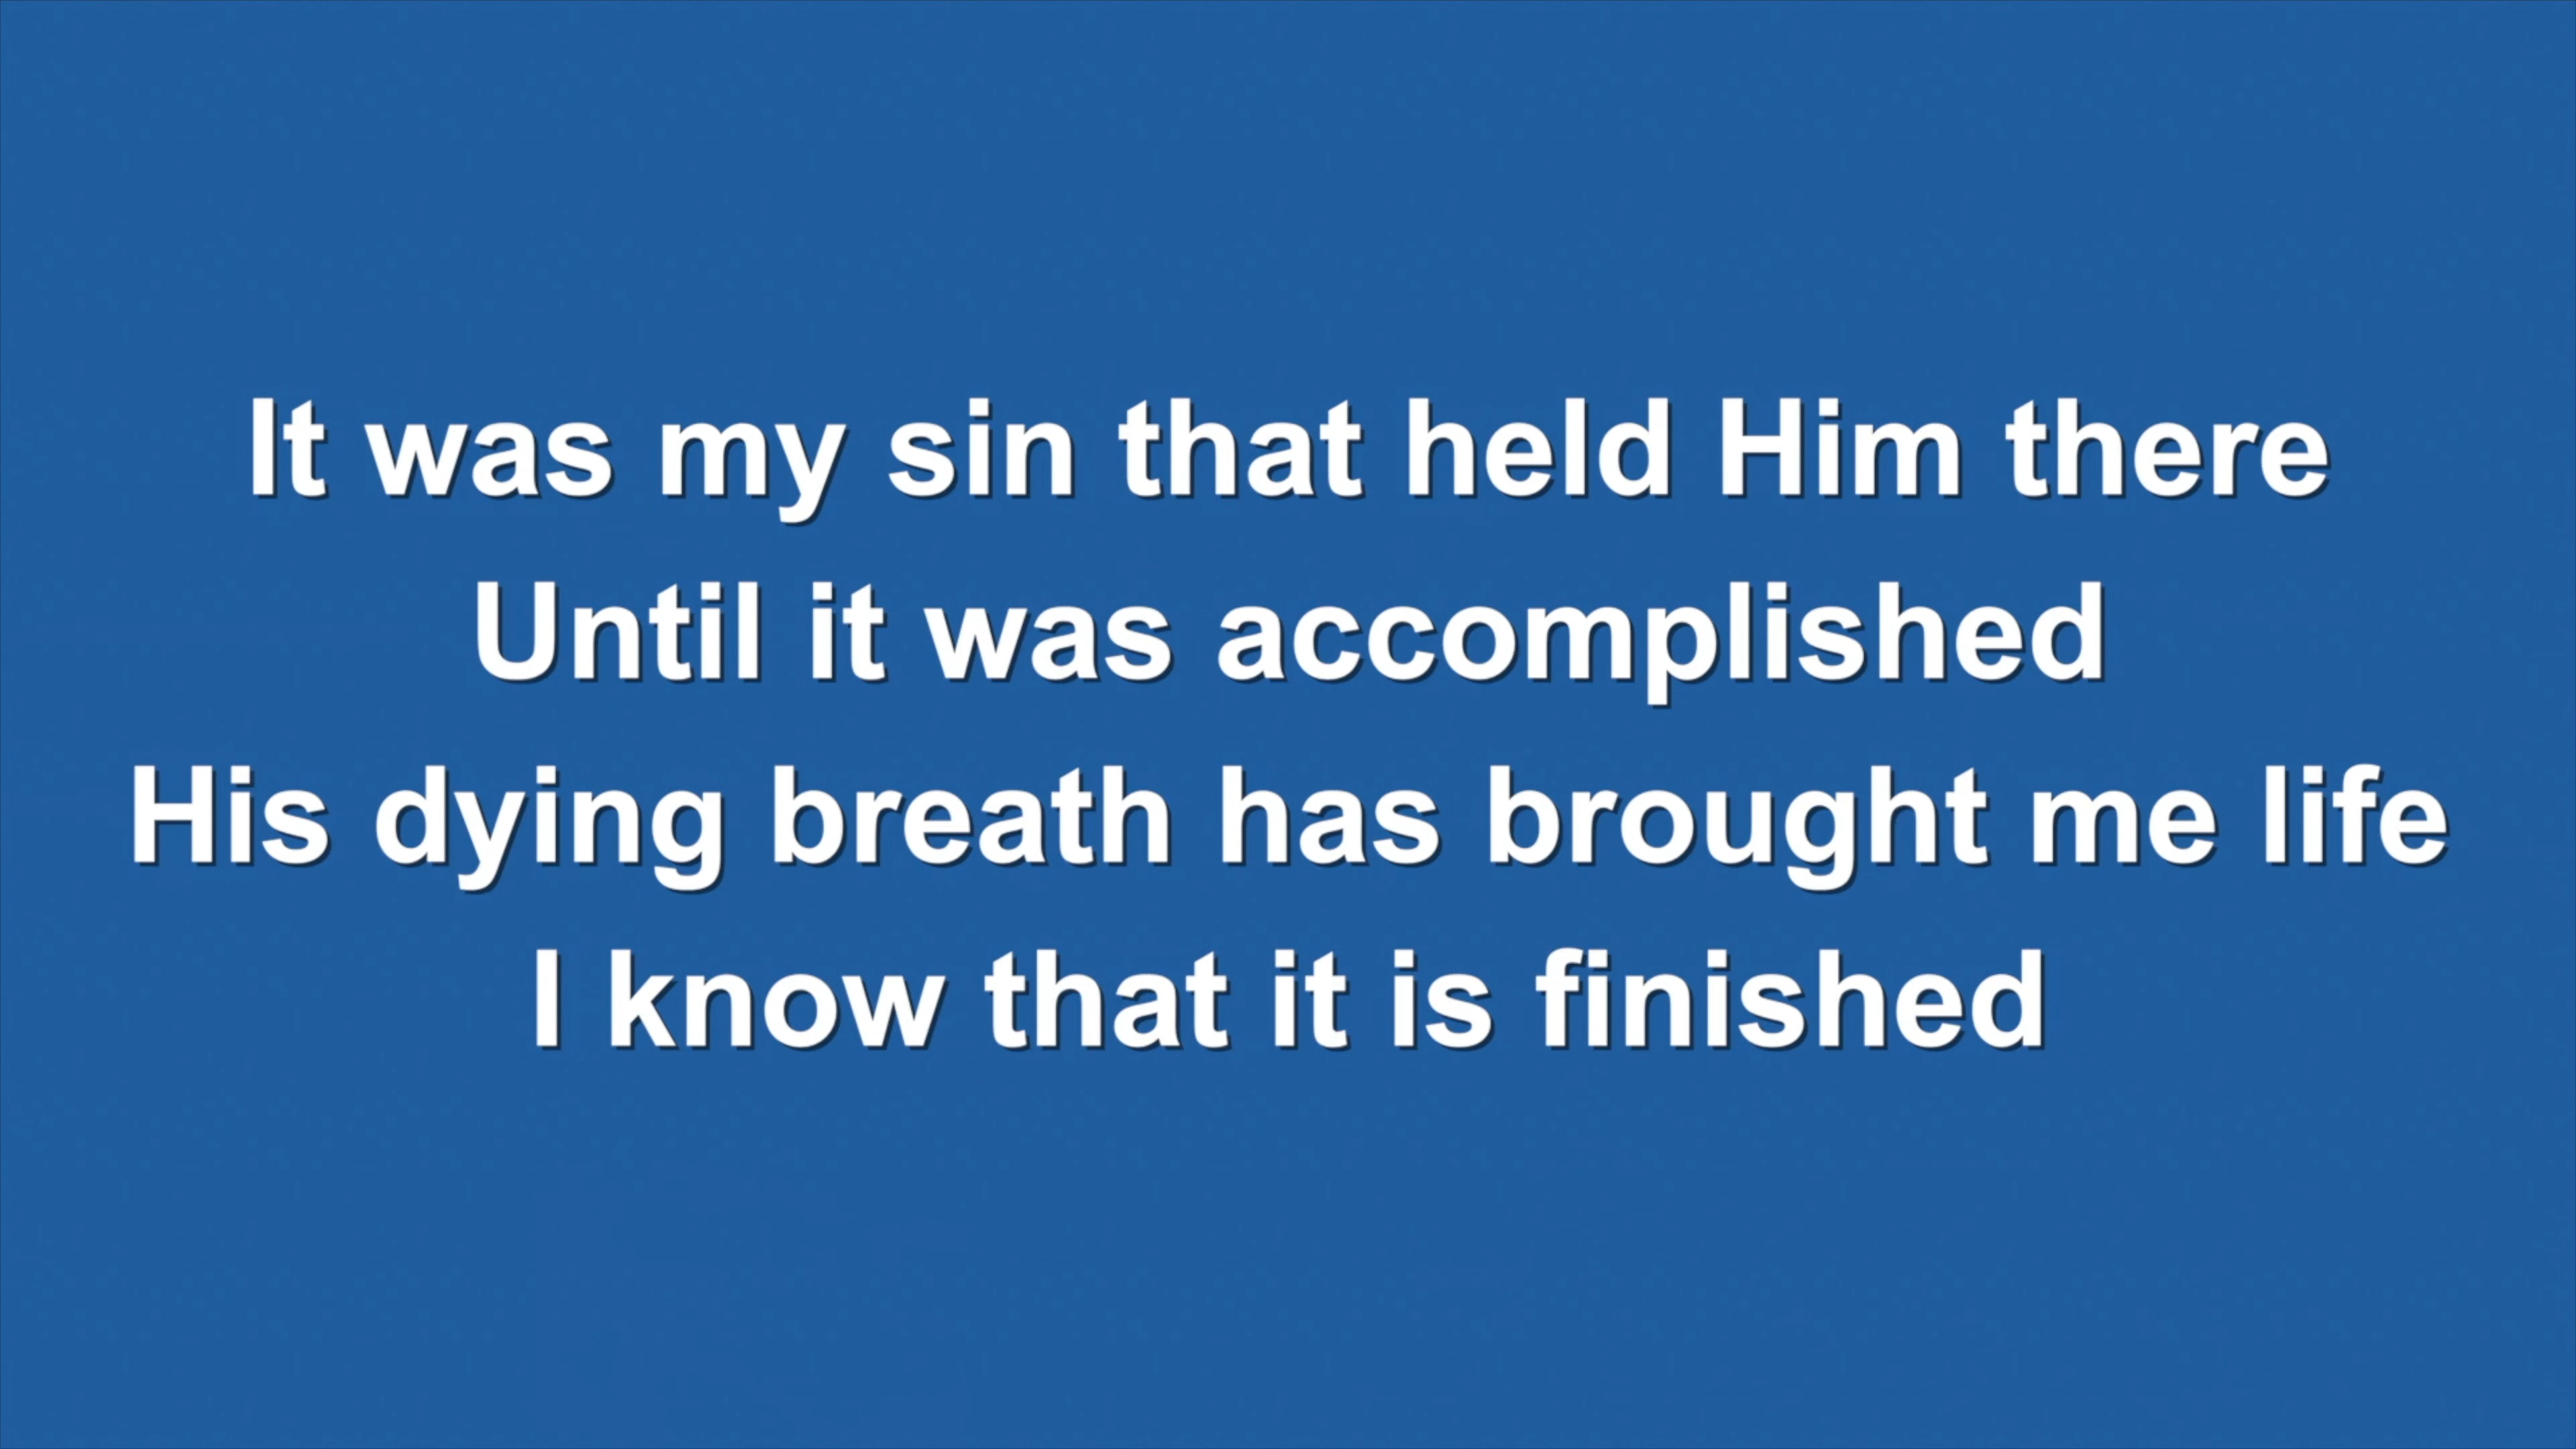 It was my sin that held Him there
Until it was accomplished
His dying breath has brought me life
I know that it is finished